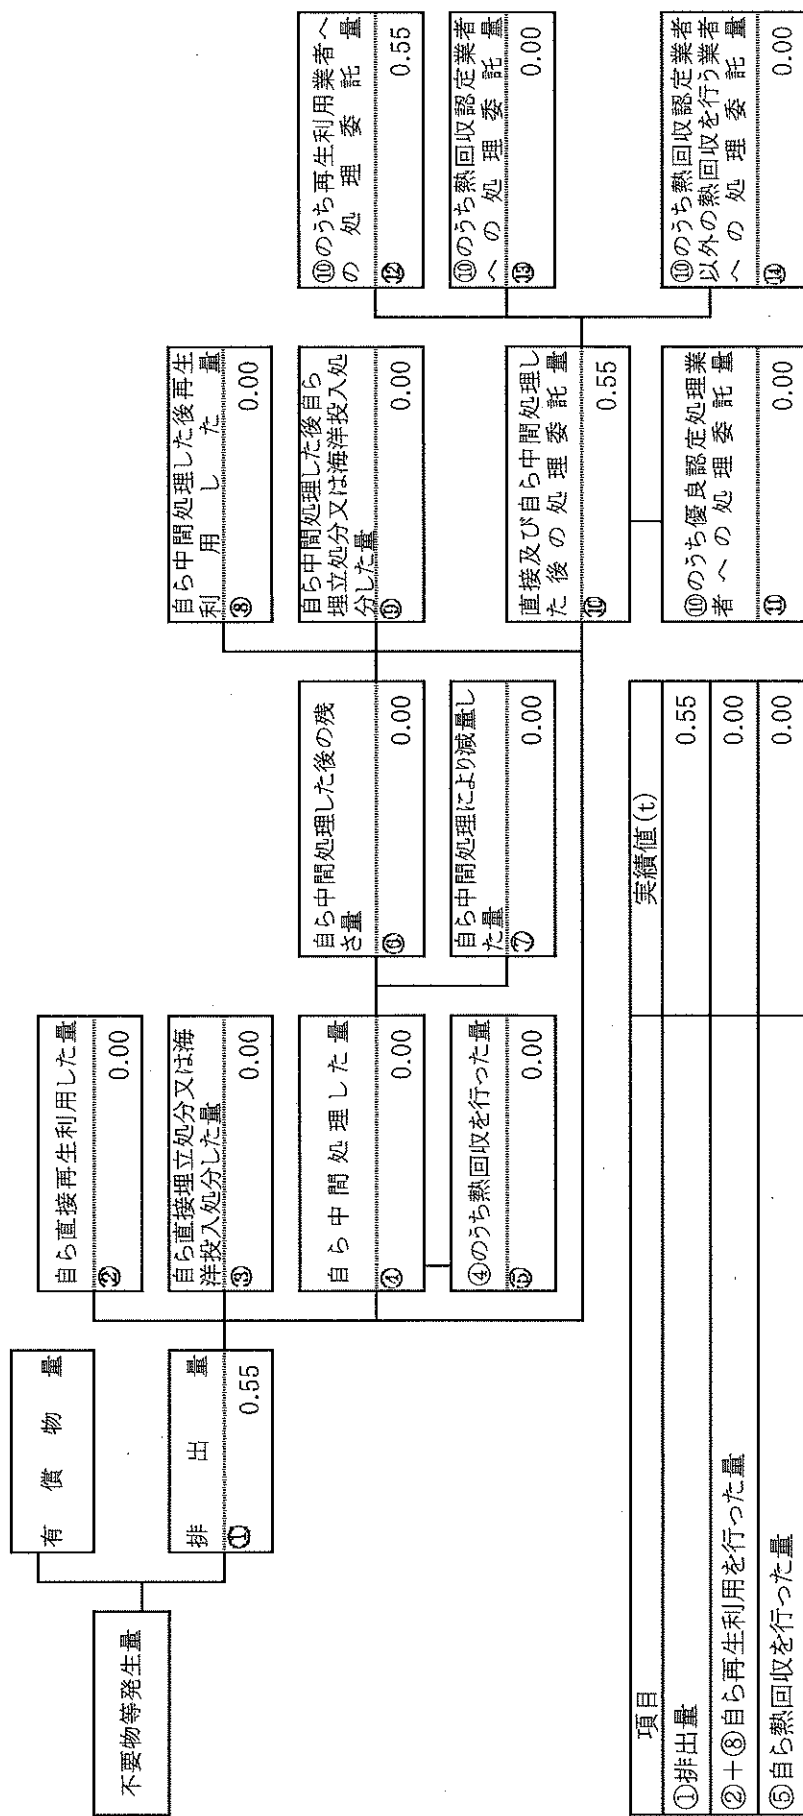 不要物等発生量
有償物量
排出量
① 0.55
自ら直接再生利用した量
② 0.00
自ら直接埋立処分又は海
洋投入処分した量
③ 0.00
自ら中間処理した量
④ 0.00
④のうち熱回収を行った量
⑤ 0.00
自ら中間処理した後の残
さ量
⑥ 0.00
自ら中間処理により減量し
た量
⑦ 0.00
自ら中間処理した後再生
利用した量
⑧ 0.00
自ら中間処理した後自ら
埋立処分又は海洋投入処
分した量
⑨ 0.00
直接及び自ら中間処理し
た後の処理委託量
⑩ 0.55
⑩のうち優良認定処理業
者への処理委託量
⑪ 0.00
⑩のうち再生利用業者へ
の処理委託量
⑫ 0.55
⑩のうち熱回収認定業者
への処理委託量
⑬ 0.00
⑩のうち熱回収認定業者
以外の熱回収を行う業者
への処理委託量
⑭ 0.00
項目 実績値(t)
①排出量 0.55
②+⑧自ら再生利用を行った量 0.00
⑤自ら熱回収を行った量 0.00